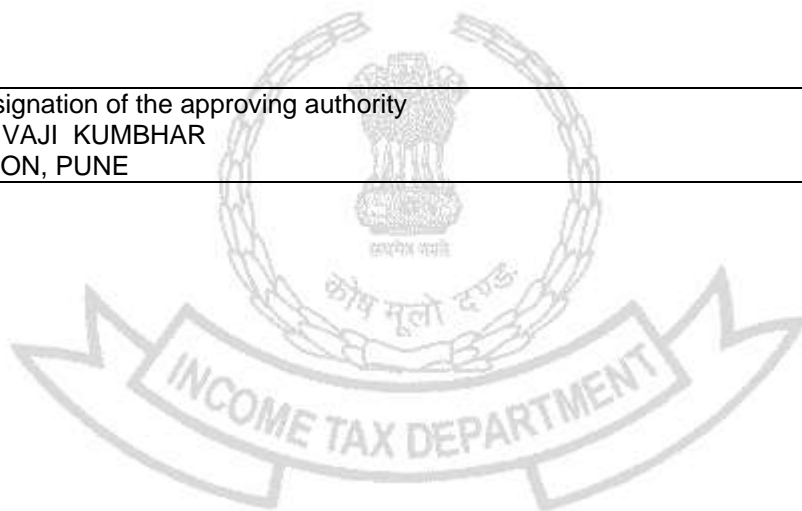 signation of the approving authority
VAJI KUMBHAR
ON, PUNE
सत्यमेव जयते
कोष मूलो दण्डः
INCOME TAX DEPARTMENT